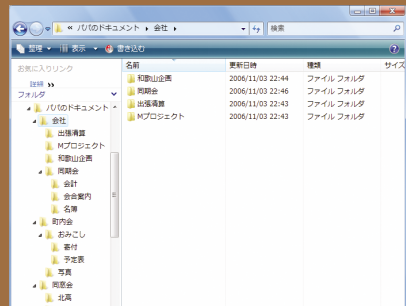 « パパのドキュメント ▸ 会社 ▸
検索
整理 表示 書き込む
お気に入りリンク
詳細 »
フォルダ
パパのドキュメント
会社
出張清算
Mプロジェクト
和歌山企画
同期会
会計
会合案内
名簿
町内会
おみこし
寄付
予定表
写真
同窓会
北高
名前 更新日時 種類 サイズ
和歌山企画 2006/11/03 22:44 ファイル フォルダ
同期会 2006/11/03 22:46 ファイル フォルダ
出張清算 2006/11/03 22:43 ファイル フォルダ
Mプロジェクト 2006/11/03 22:43 ファイル フォルダ